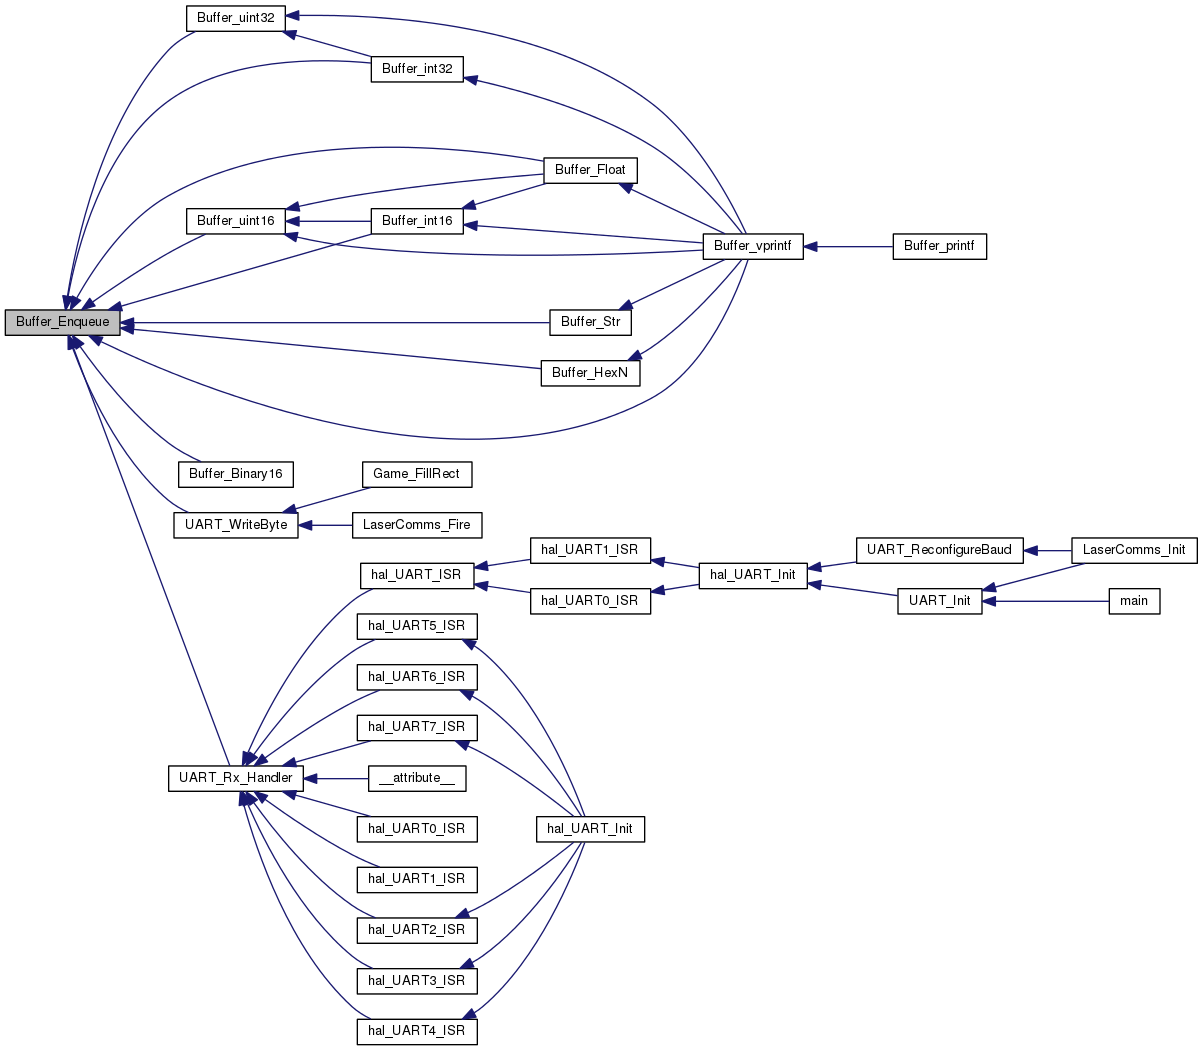 Buffer_uint32
Buffer_int32
Buffer_Float
Buffer_uint16
Buffer_int16
Buffer_vprintf
Buffer_printf
Buffer_Enqueue
Buffer_Str
Buffer_HexN
Buffer_Binary16
Game_FillRect
UART_WriteByte
LaserComms_Fire
hal_UART1_ISR
UART_ReconfigureBaud
LaserComms_Init
hal_UART_ISR
hal_UART_Init
hal_UART0_ISR
UART_Init
main
hal_UART5_ISR
hal_UART6_ISR
hal_UART7_ISR
UART_Rx_Handler
__attribute__
hal_UART0_ISR
hal_UART_Init
hal_UART1_ISR
hal_UART2_ISR
hal_UART3_ISR
hal_UART4_ISR